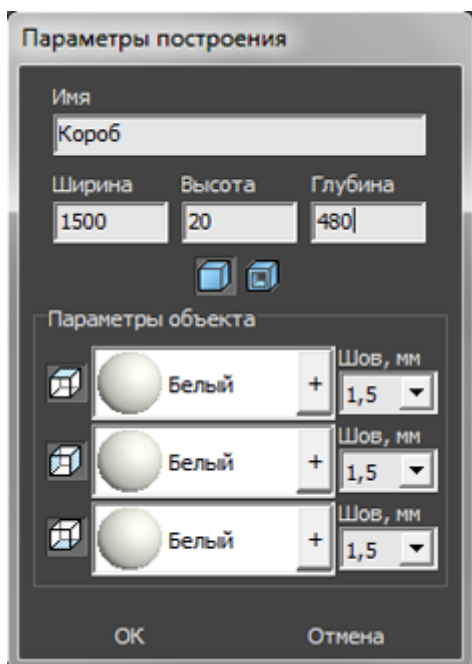 Параметры построения
Имя
Короб
Ширина Высота Глубина
1500 20 480
Параметры объекта
Шов, мм
Белый + 1,5
Шов, мм
Белый + 1,5
Шов, мм
Белый + 1,5
OK Отмена